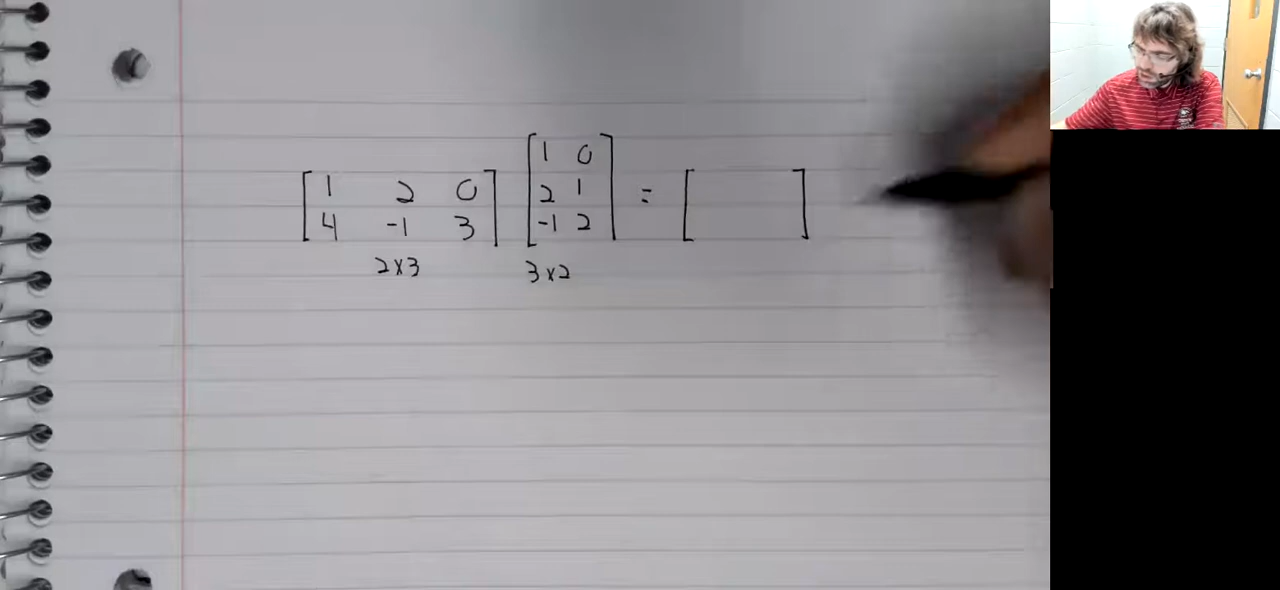 [1 2 0] [1 0]
[4 -1 3] [2 1] = [ ]
[-1 2]
2x3 3x2